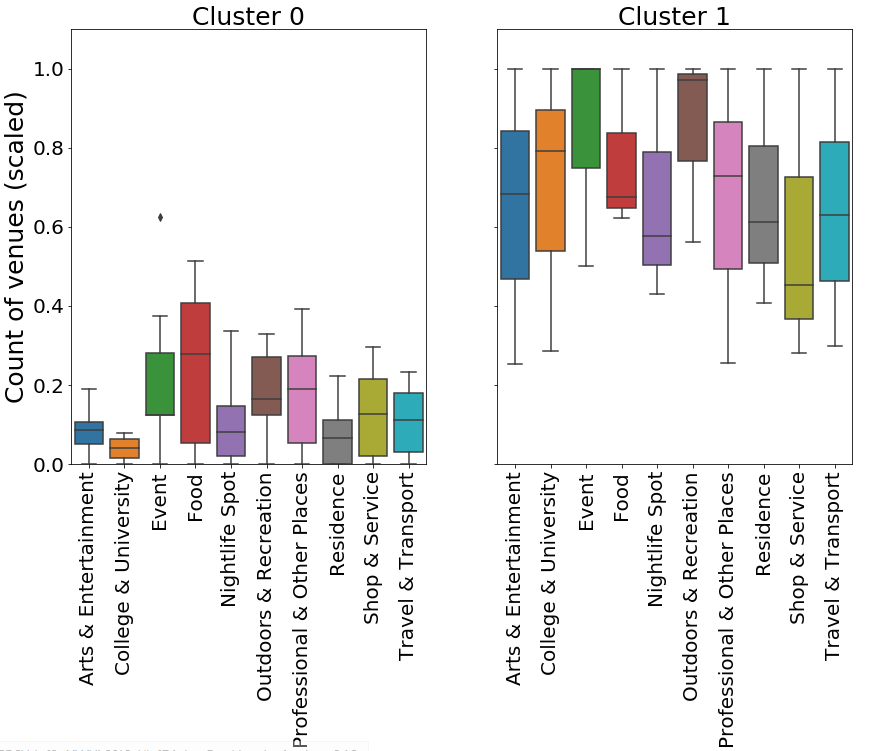 Cluster 0
Cluster 1
Count of venues (scaled)
1.0
0.8
0.6
0.4
0.2
0.0
Arts & Entertainment
College & University
Event
Food
Nightlife Spot
Outdoors & Recreation
Professional & Other Places
Residence
Shop & Service
Travel & Transport
Arts & Entertainment
College & University
Event
Food
Nightlife Spot
Outdoors & Recreation
Professional & Other Places
Residence
Shop & Service
Travel & Transport